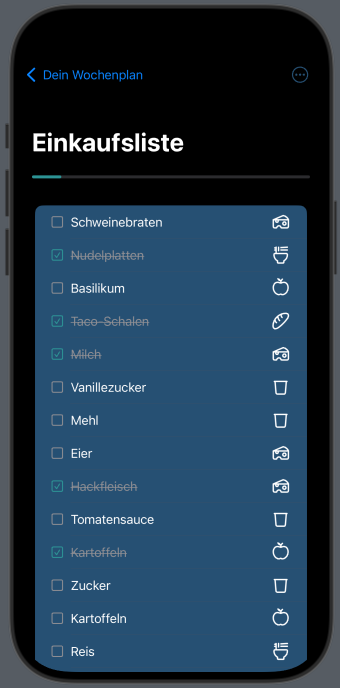 Dein Wochenplan
Einkaufsliste
Schweinebraten
Nudelplatten
Basilikum
Taco-Schalen
Milch
Vanillezucker
Mehl
Eier
Hackfleisch
Tomatensauce
Kartoffeln
Zucker
Kartoffeln
Reis